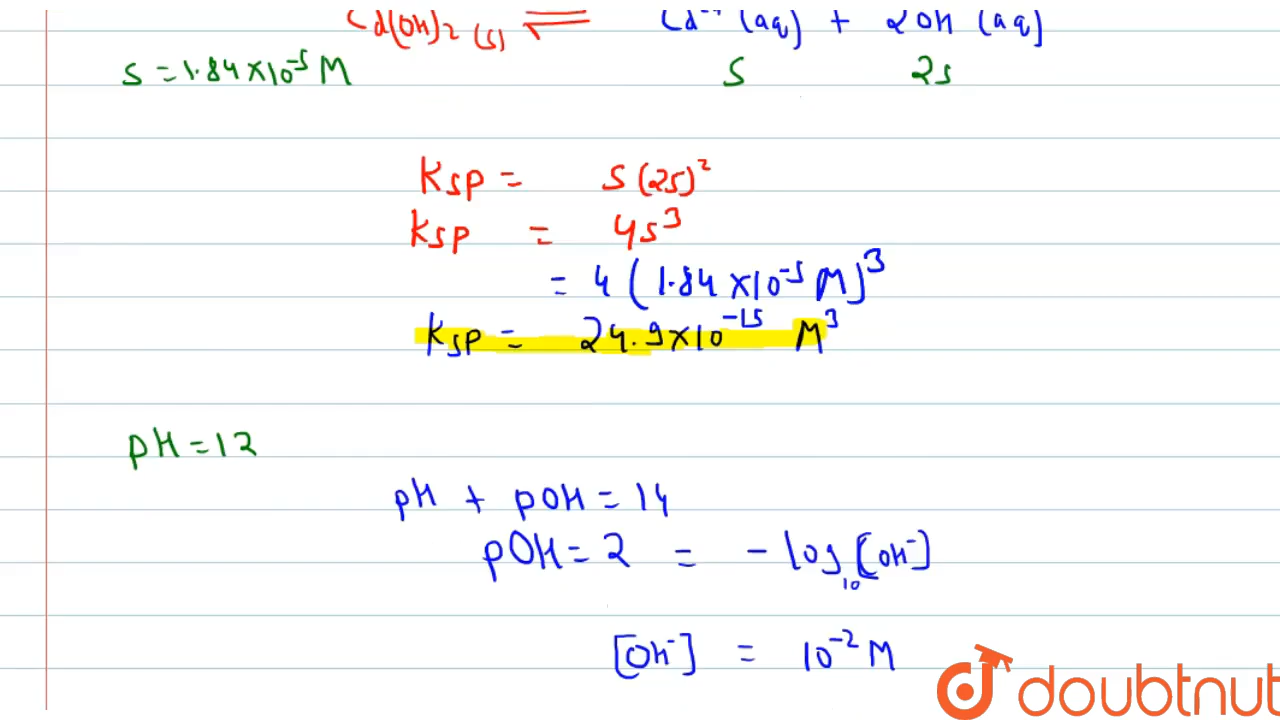 Cd(OH)₂ (s) ⇌ Cd²⁺ (aq) + 2OH (aq)
S = 1.84×10⁻⁵ M S 2s
Ksp = s(2s)²
Ksp = 4s³
= 4 (1.84×10⁻⁵ M)³
Ksp = 24.9×10⁻¹⁵ M³
pH = 12
pH + pOH = 14
pOH = 2 = - log₁₀ [OH⁻]
[OH⁻] = 10⁻² M
doubtnut